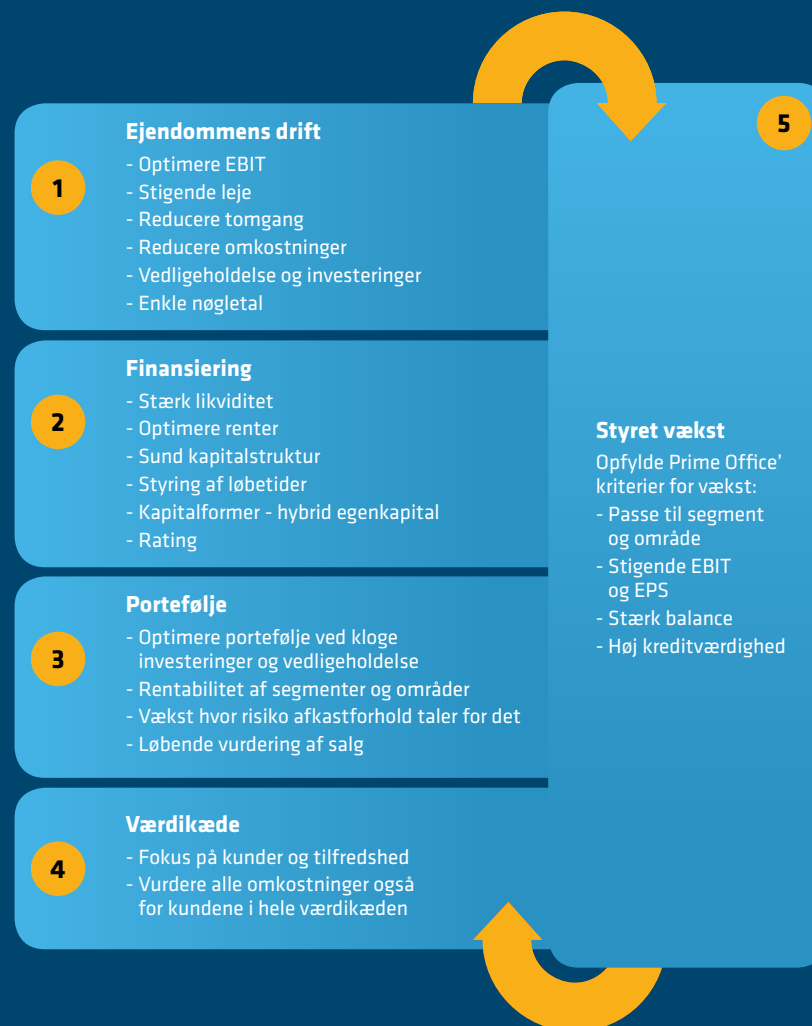 1
Ejendommens drift
- Optimere EBIT
- Stigende leje
- Reducere tomgang
- Reducere omkostninger
- Vedligeholdelse og investeringer
- Enkle nøgletal
2
Finansiering
- Stærk likviditet
- Optimere renter
- Sund kapitalstruktur
- Styring af løbetider
- Kapitalformer - hybrid egenkapital
- Rating
3
Portefølje
- Optimere portefølje ved kloge
investeringer og vedligeholdelse
- Rentabilitet af segmenter og områder
- Vækst hvor risiko afkastforhold taler for det
- Løbende vurdering af salg
4
Værdikæde
- Fokus på kunder og tilfredshed
- Vurdere alle omkostninger også
for kundene i hele værdikæden
5
Styret vækst
Opfylde Prime Office’
kriterier for vækst:
- Passe til segment
og område
- Stigende EBIT
og EPS
- Stærk balance
- Høj kreditværdighed